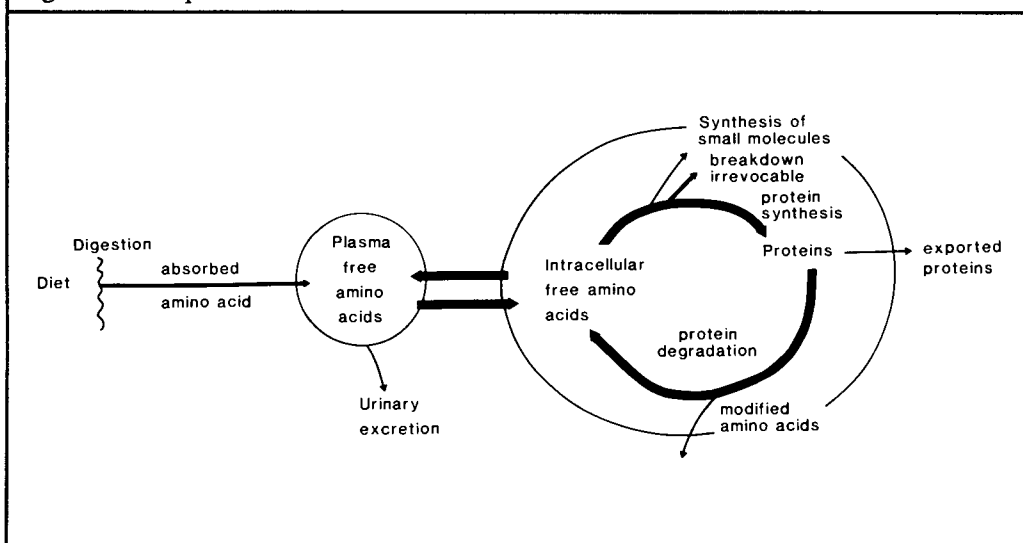 Synthesis of
small molecules
breakdown
irrevocable
protein
synthesis
Digestion
Diet
absorbed
amino acid
Plasma
free
amino
acids
Intracellular
free amino
acids
Proteins
exported
proteins
protein
degradation
Urinary
excretion
modified
amino acids